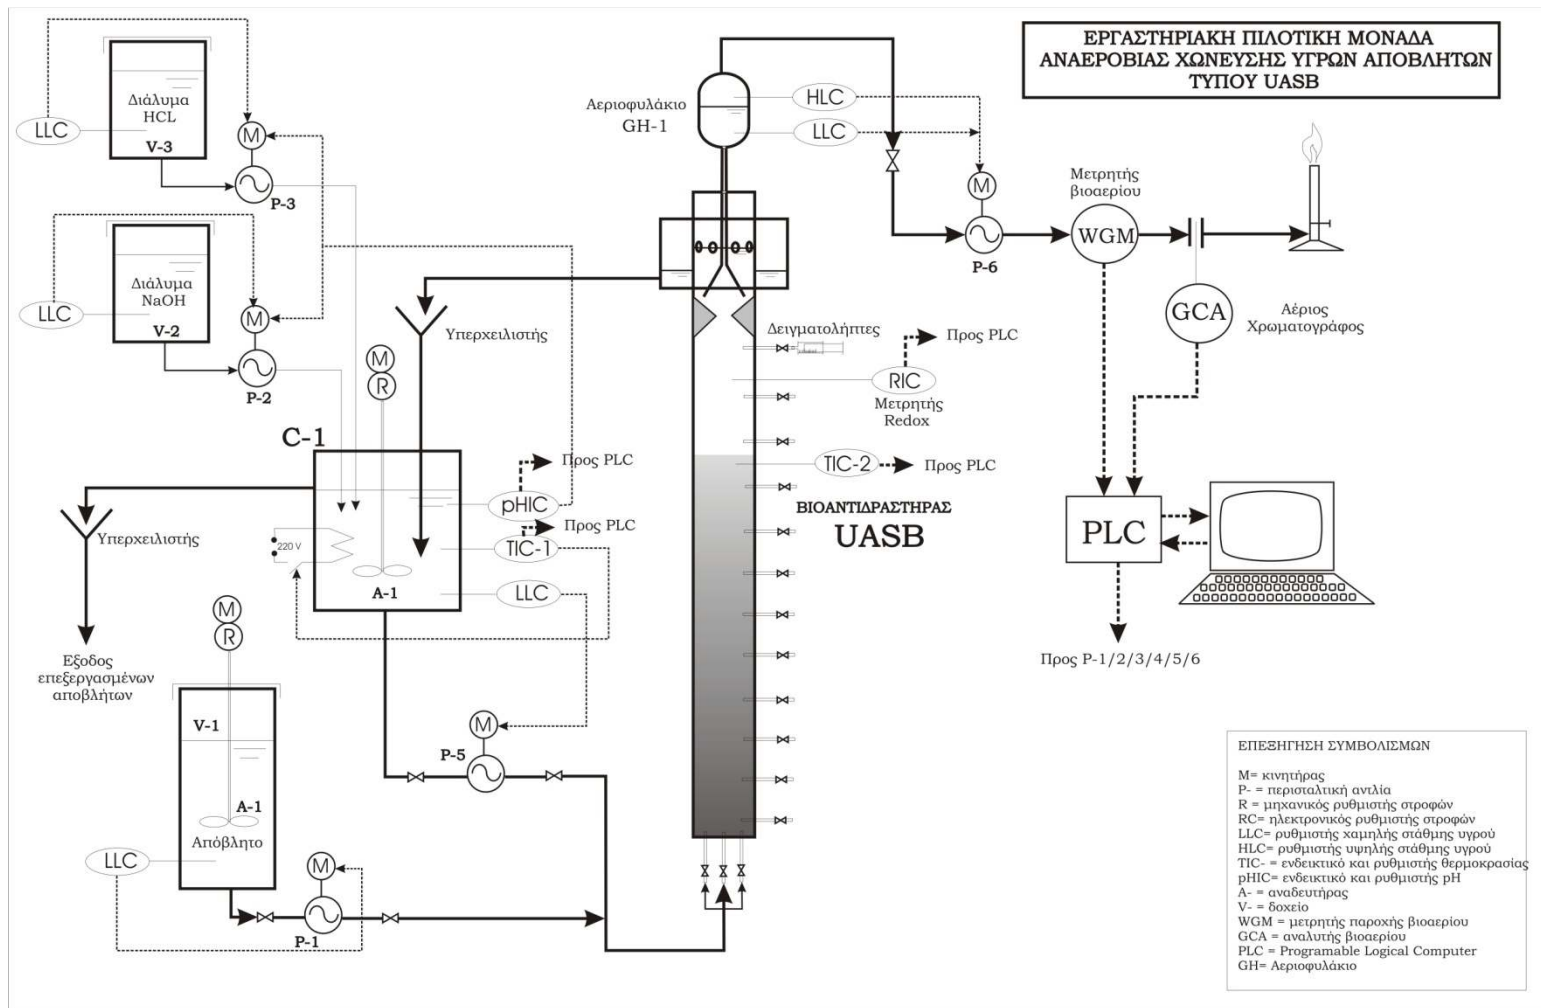 ΕΡΓΑΣΤΗΡΙΑΚΗ ΠΙΛΟΤΙΚΗ ΜΟΝΑΔΑ
ΑΝΑΕΡΟΒΙΑΣ ΧΩΝΕΥΣΗΣ ΥΓΡΩΝ ΑΠΟΒΛΗΤΩΝ
ΤΥΠΟΥ UASB
Διάλυμα
HCL
V-3
LLC
M
P-3
Διάλυμα
NaOH
V-2
LLC
M
P-2
Αεριοφυλάκιο
GH-1
HLC
LLC
M
P-6
Μετρητής
βιοαερίου
WGM
GCA
Αέριος
Χρωματογράφος
Υπερχειλιστής
M
R
C-1
Δειγματολήπτες
Προς PLC
RIC
Μετρητής
Redox
TIC-2
Προς PLC
ΒΙΟΑΝΤΙΔΡΑΣΤΗΡΑΣ
UASB
Προς PLC
pHIC
Προς PLC
TIC-1
LLC
220 V
A-1
Υπερχειλιστής
Εξοδος
επεξεργασμένων
αποβλήτων
M
R
V-1
A-1
Απόβλητο
LLC
M
P-1
M
P-5
PLC
Προς P-1/2/3/4/5/6
ΕΠΕΞΗΓΗΣΗ ΣΥΜΒΟΛΙΣΜΩΝ
M= κινητήρας
P- = περισταλτική αντλία
R = μηχανικός ρυθμιστής στροφών
RC= ηλεκτρονικός ρυθμιστής στροφών
LLC= ρυθμιστής χαμηλής στάθμης υγρού
HLC= ρυθμιστής υψηλής στάθμης υγρού
TIC- = ενδεικτικό και ρυθμιστής θερμοκρασίας
pHIC= ενδεικτικό και ρυθμιστής pH
A- = αναδευτήρας
V- = δοχείο
WGM = μετρητής παροχής βιοαερίου
GCA = αναλυτής βιοαερίου
PLC = Programable Logical Computer
GH= Αεριοφυλάκιο